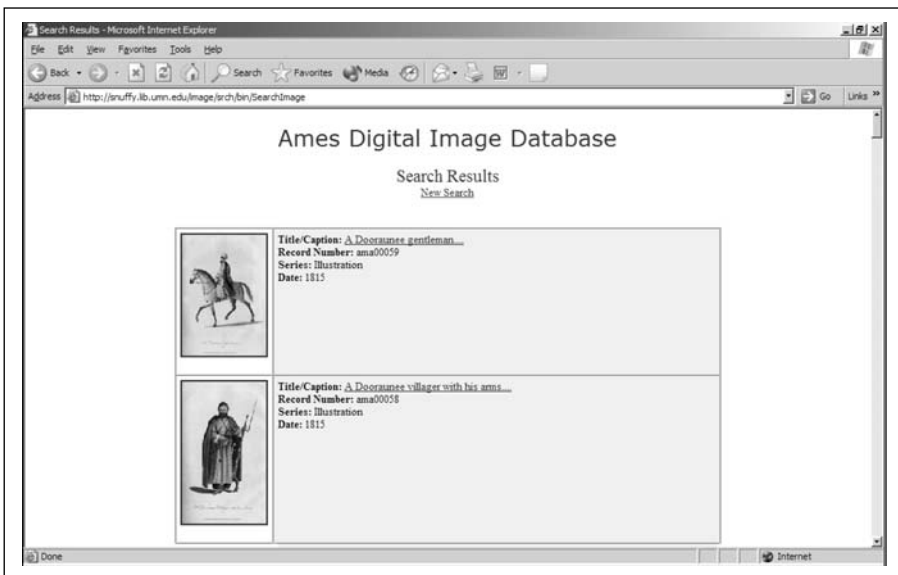 Search Results - Microsoft Internet Explorer
File Edit View Favorites Tools Help
Back Search Favorites Media
Address http://snuffy.lib.umn.edu/image/srch/bin/SearchImage Go Links »
Ames Digital Image Database
Search Results
New Search
Title/Caption: A Dooraunee gentleman....
Record Number: ama00059
Series: Illustration
Date: 1815
Title/Caption: A Dooraunee villager with his arms....
Record Number: ama00058
Series: Illustration
Date: 1815
Done Internet